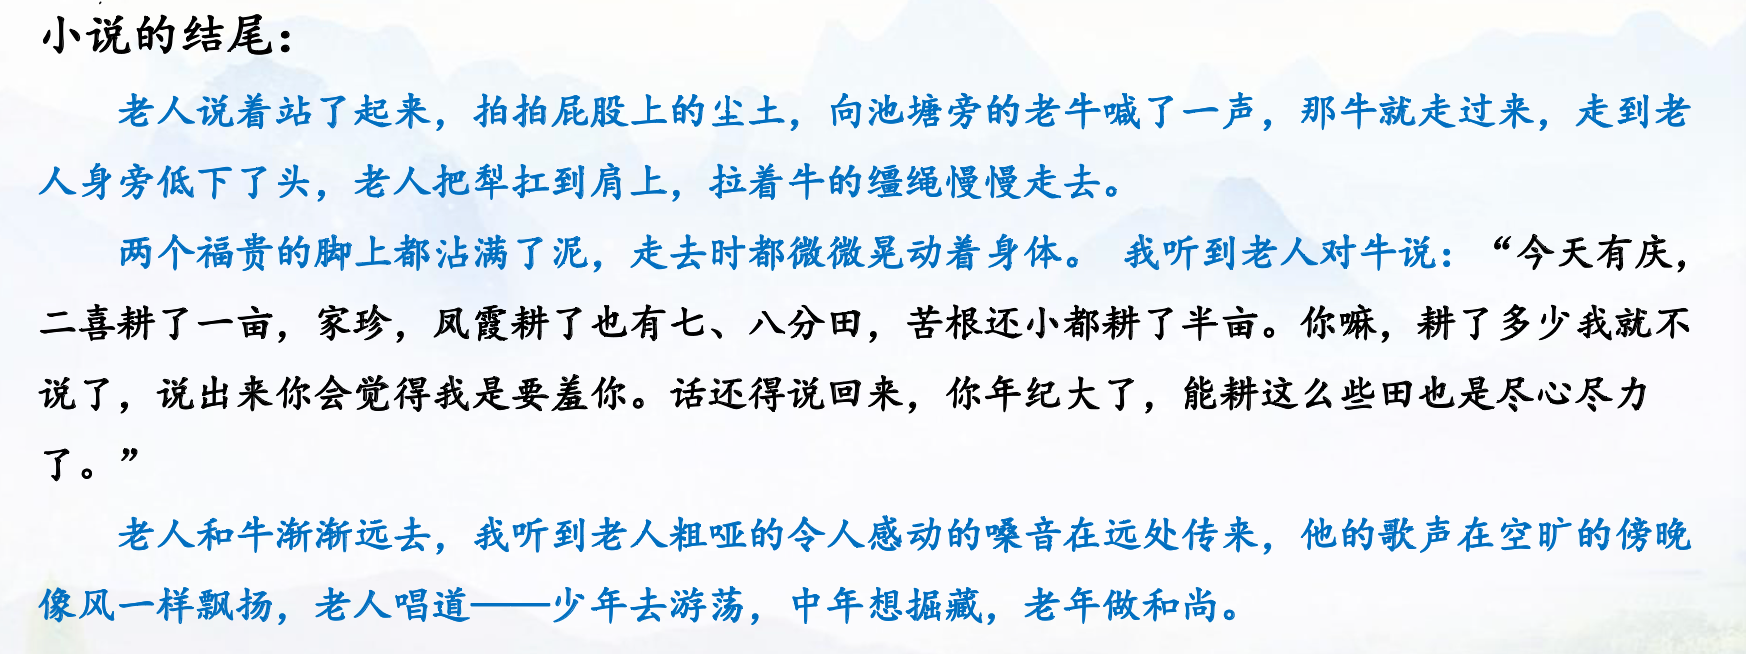 小说的结尾：
老人说着站了起来，拍拍屁股上的尘土，向池塘旁的老牛喊了一声，那牛就走过来，走到老
人身旁低下了头，老人把犁扛到肩上，拉着牛的缰绳慢慢走去。
两个福贵的脚上都沾满了泥，走去时都微微晃动着身体。 我听到老人对牛说：“今天有庆，
二喜耕了一亩，家珍，凤霞耕了也有七、八分田，苦根还小都耕了半亩。你嘛，耕了多少我就不
说了，说出来你会觉得我是要羞你。话还得说回来，你年纪大了，能耕这么些田也是尽心尽力
了。”
老人和牛渐渐远去，我听到老人粗哑的令人感动的嗓音在远处传来，他的歌声在空旷的傍晚
像风一样飘扬，老人唱道——少年去游荡，中年想掘藏，老年做和尚。